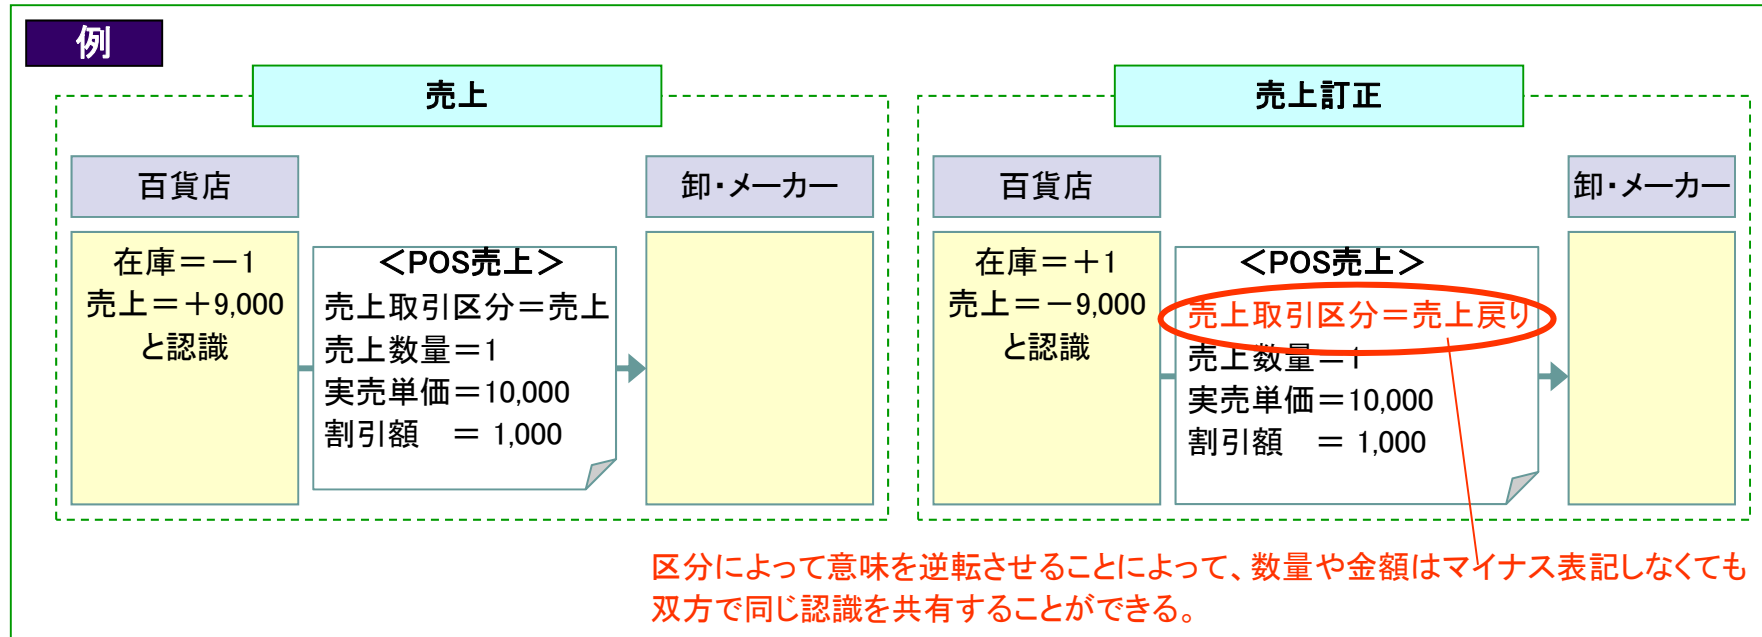 例
売上
百貨店
卸・メーカー
在庫＝－1
売上＝＋9,000
と認識
＜POS売上＞
売上取引区分＝売上
売上数量＝1
実売単価＝10,000
割引額　＝ 1,000
売上訂正
百貨店
卸・メーカー
在庫＝＋1
売上＝－9,000
と認識
＜POS売上＞
売上取引区分＝売上戻り
売上数量＝1
実売単価＝10,000
割引額　＝ 1,000
区分によって意味を逆転させることによって、数量や金額はマイナス表記しなくても
双方で同じ認識を共有することができる。